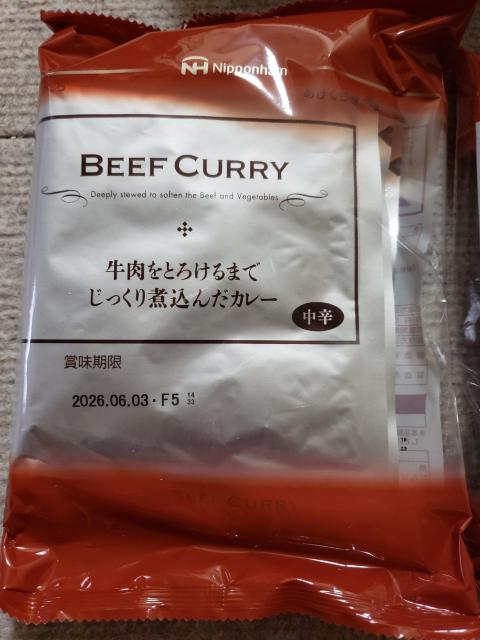 Nipponham
BEEF CURRY
Deeply stewed to soften the Beef and Vegetables
牛肉をとろけるまで
じっくり煮込んだカレー
中辛
賞味期限
2026.06.03・F5 14
33
BEEF CURRY